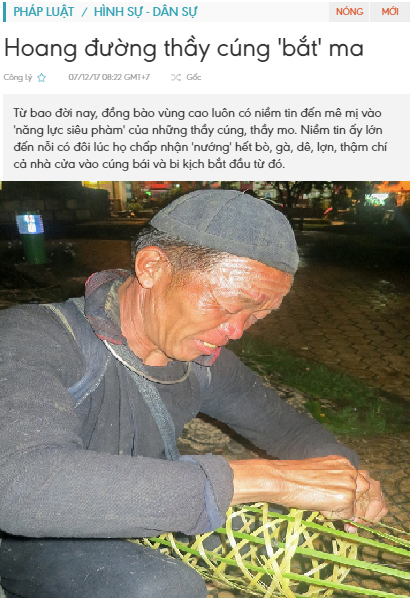 PHÁP LUẬT / HÌNH SỰ - DÂN SỰ NÓNG MỚI
Hoang đường thầy cúng 'bắt' ma
Công lý 07/12/17 08:22 GMT+7 Gốc
Từ bao đời nay, đồng bào vùng cao luôn có niềm tin đến mê mị vào
'năng lực siêu phàm' của những thầy cúng, thầy mo. Niềm tin ấy lớn
đến nỗi có đôi lúc họ chấp nhận 'nướng' hết bò, gà, dê, lợn, thậm chí
cả nhà cửa vào cúng bái và bi kịch bắt đầu từ đó.